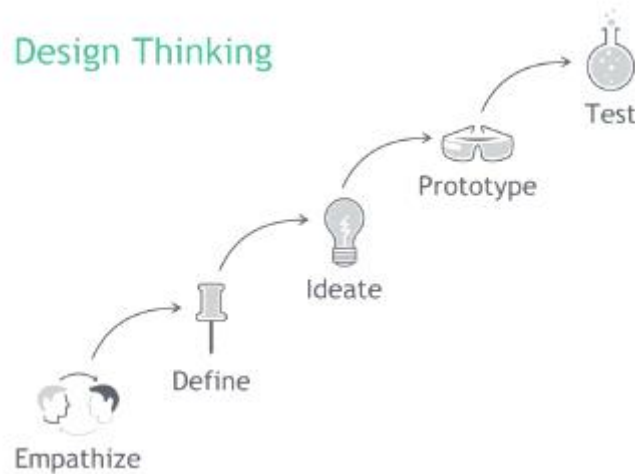 Design Thinking
Test
Prototype
Ideate
Define
Empathize